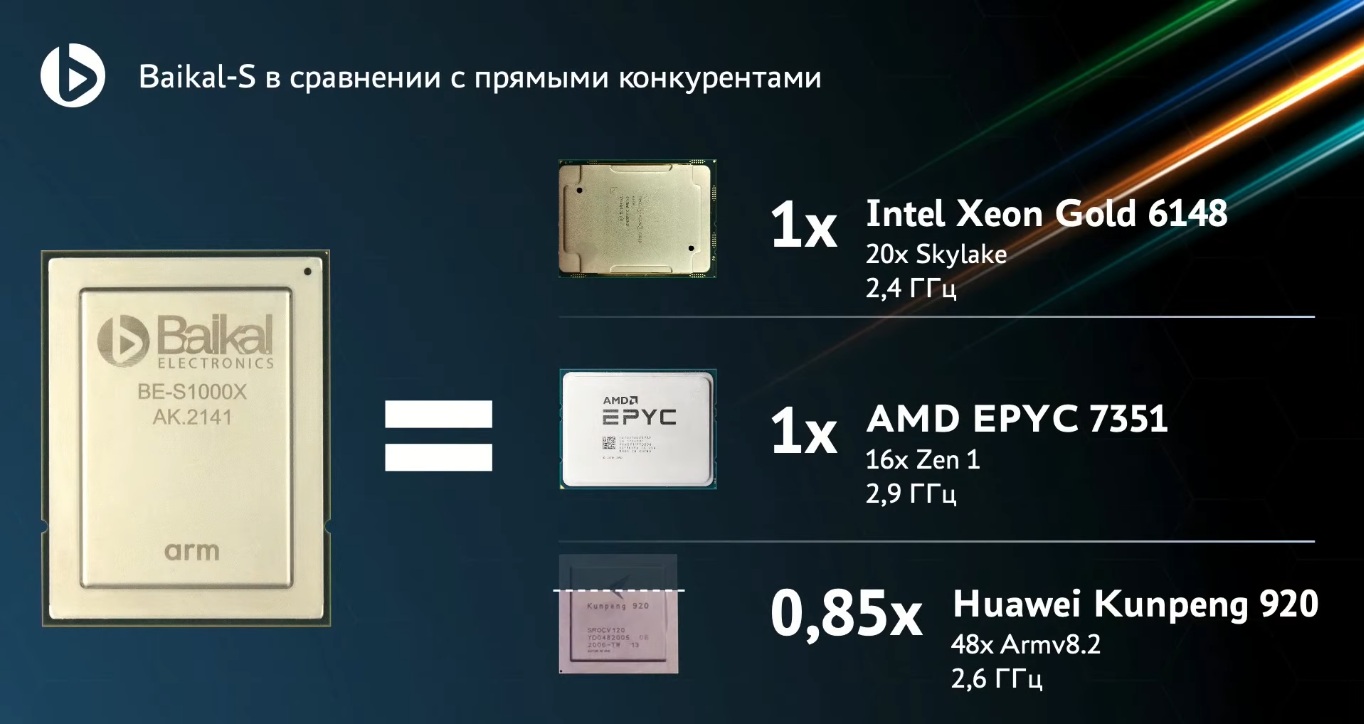 Baikal-S в сравнении с прямыми конкурентами
1x
Intel Xeon Gold 6148
20x Skylake
2,4 ГГц
Baikal
ELECTRONICS
BE-S1000X
AK.2141
arm
AMD
EPYC
1x
AMD EPYC 7351
16x Zen 1
2,9 ГГц
Kunpeng 920
0,85x
Huawei Kunpeng 920
48x Armv8.2
2,6 ГГц